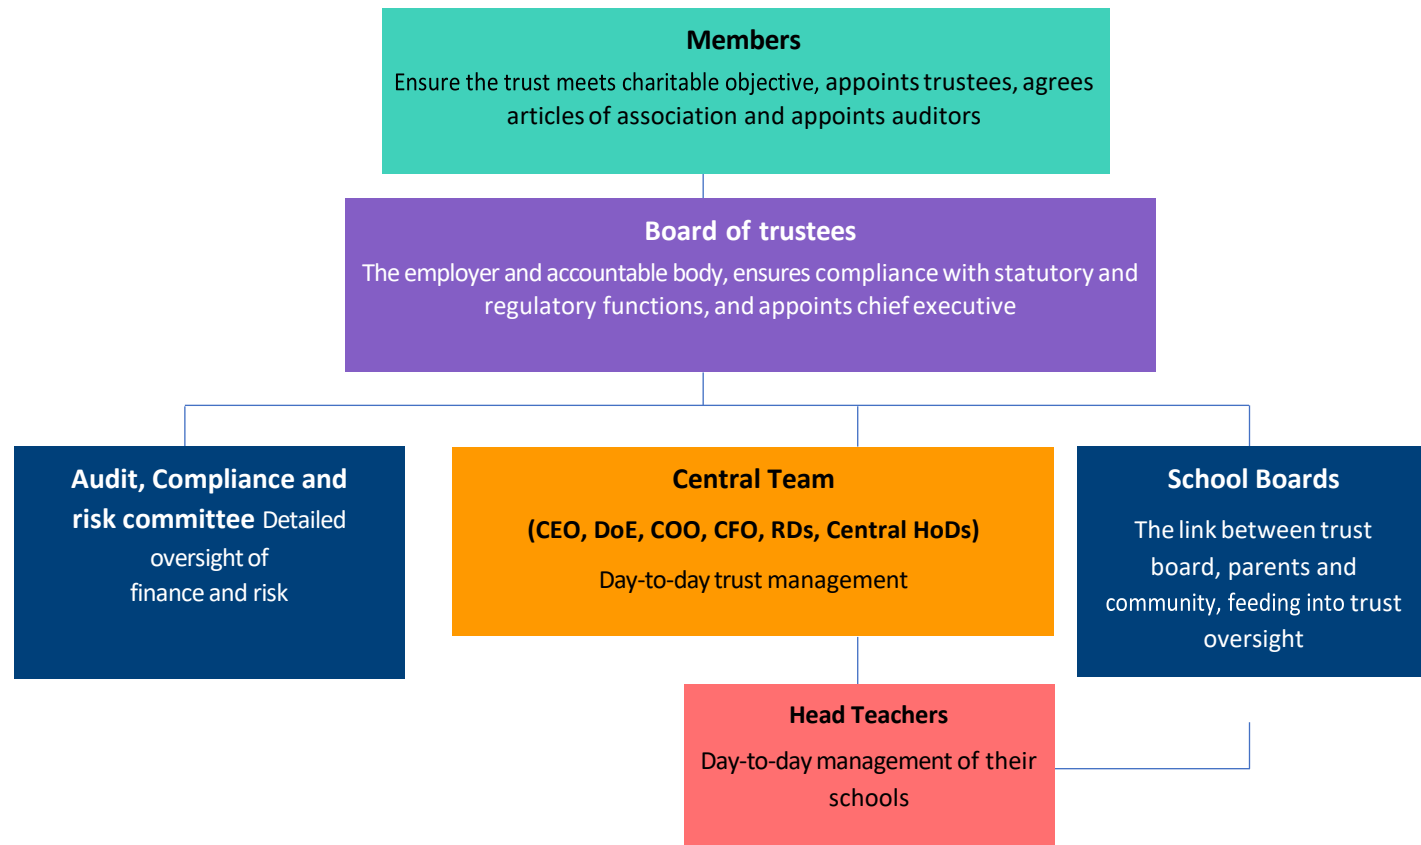 Members
Ensure the trust meets charitable objective, appoints trustees, agrees
articles of association and appoints auditors
Board of trustees
The employer and accountable body, ensures compliance with statutory and
regulatory functions, and appoints chief executive
Audit, Compliance and
risk committee Detailed
oversight of
finance and risk
Central Team
(CEO, DoE, COO, CFO, RDs, Central HoDs)
Day-to-day trust management
School Boards
The link between trust
board, parents and
community, feeding into trust
oversight
Head Teachers
Day-to-day management of their
schools